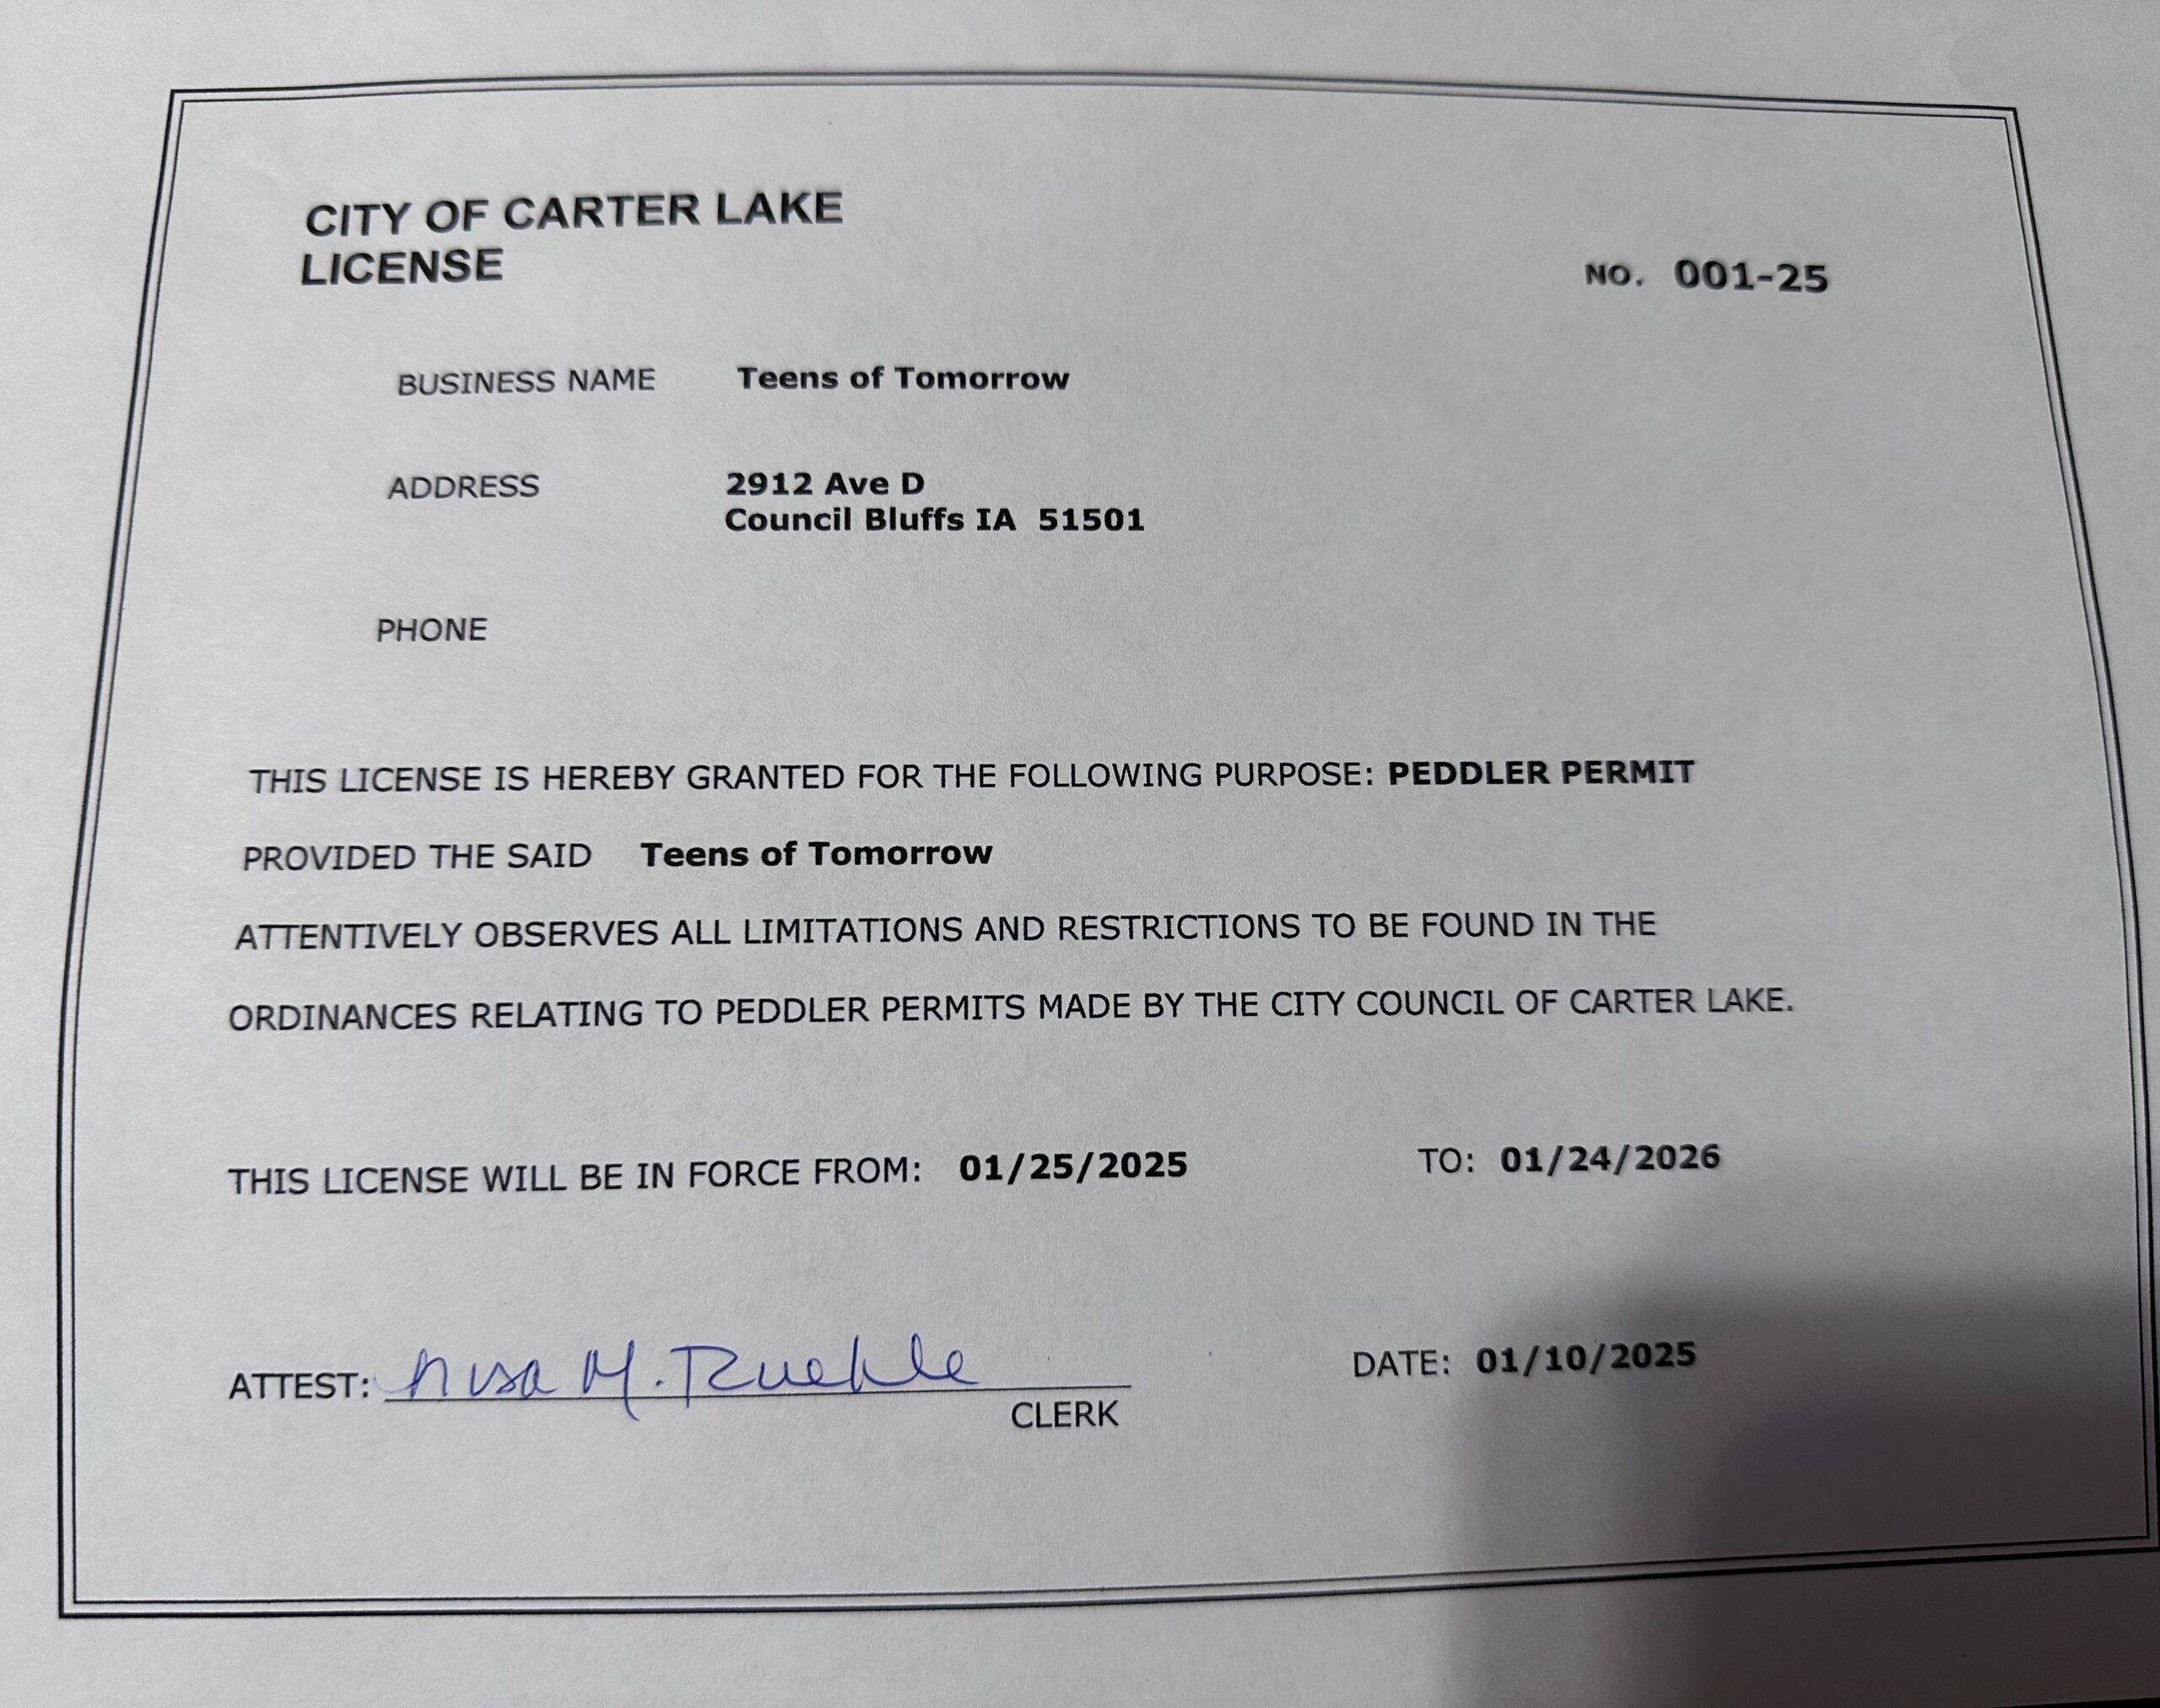 CITY OF CARTER LAKE
LICENSE
NO. 001-25
BUSINESS NAME Teens of Tomorrow
ADDRESS 2912 Ave D
Council Bluffs IA 51501
PHONE
THIS LICENSE IS HEREBY GRANTED FOR THE FOLLOWING PURPOSE: PEDDLER PERMIT
PROVIDED THE SAID Teens of Tomorrow
ATTENTIVELY OBSERVES ALL LIMITATIONS AND RESTRICTIONS TO BE FOUND IN THE
ORDINANCES RELATING TO PEDDLER PERMITS MADE BY THE CITY COUNCIL OF CARTER LAKE.
THIS LICENSE WILL BE IN FORCE FROM: 01/25/2025 TO: 01/24/2026
ATTEST: M. Ruehle DATE: 01/10/2025
CLERK